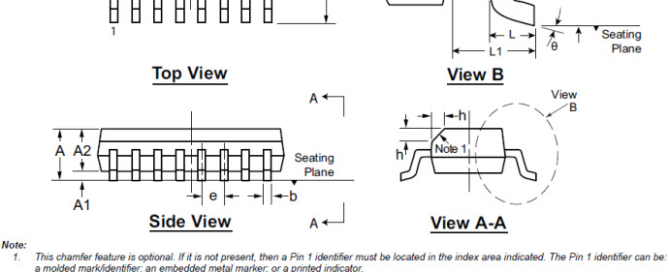 1
L
L1
θ
Seating
Plane
Top View
View B
A
View
B
h
A A2
h
Note 1
Seating
Plane
A1
e
b
Side View
A
View A-A
Note:
1. This chamfer feature is optional. If it is not present, then a Pin 1 identifier must be located in the index area indicated. The Pin 1 identifier can be:
a molded mark/identifier; an embedded metal marker; or a printed indicator.